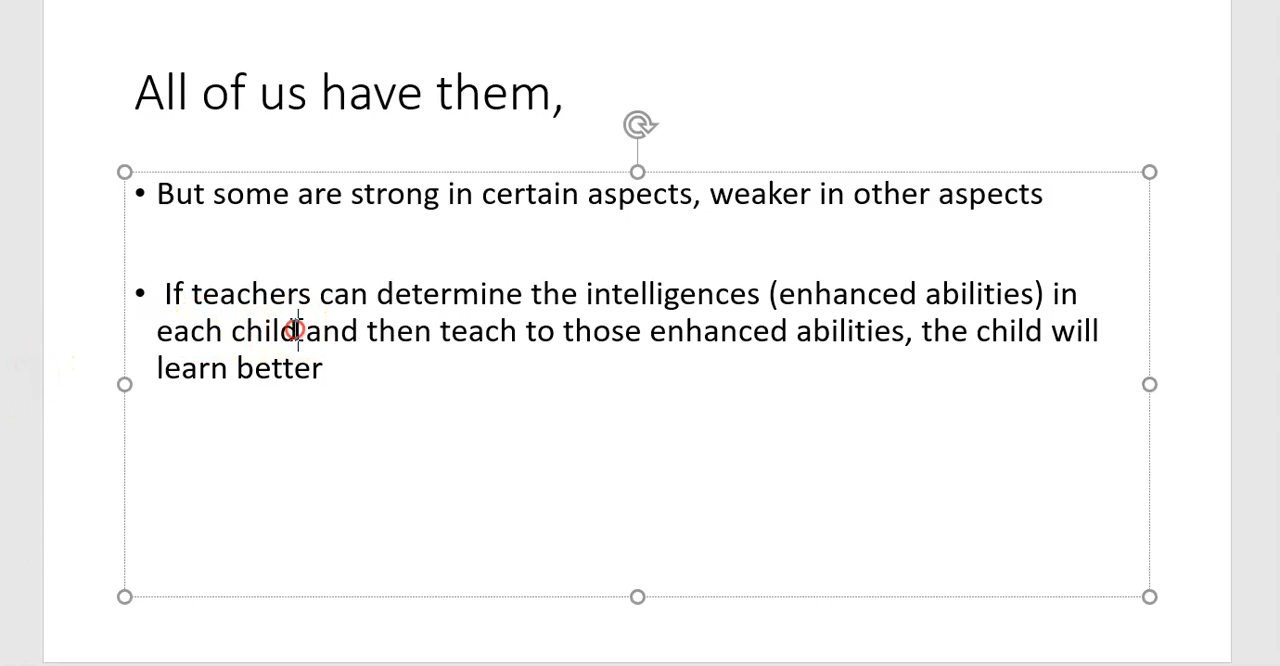 All of us have them,
• But some are strong in certain aspects, weaker in other aspects
• If teachers can determine the intelligences (enhanced abilities) in
each child and then teach to those enhanced abilities, the child will
learn better